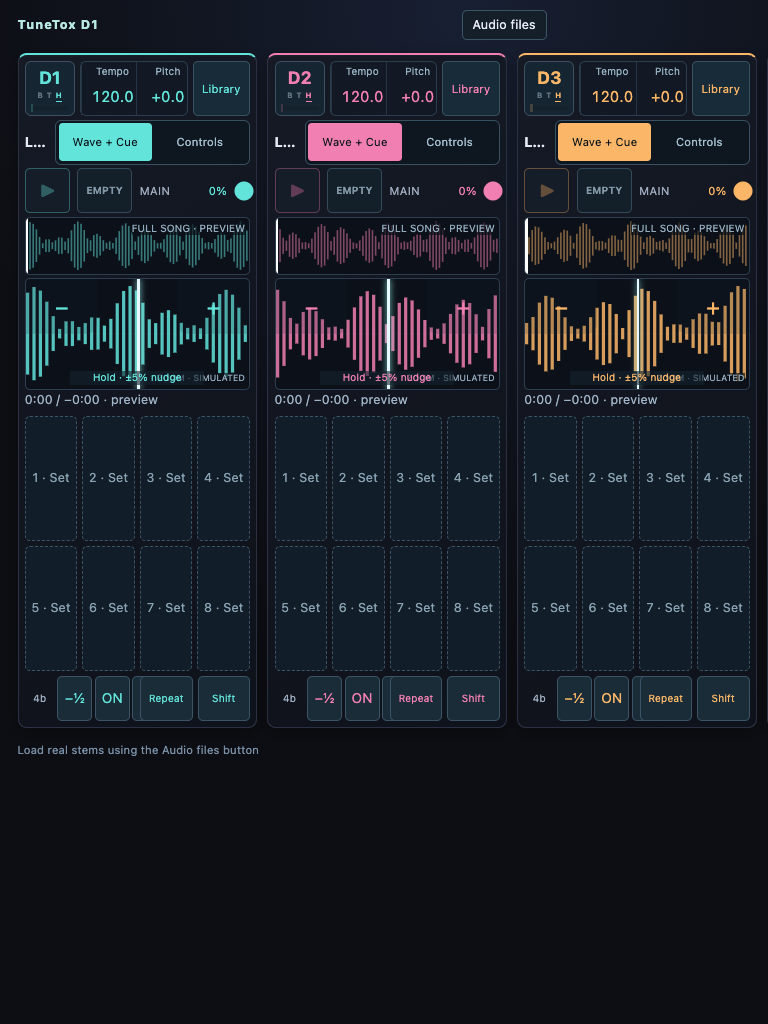 TuneTox D1
Audio files
D1
B T H
Tempo
120.0
Pitch
+0.0
Library
L...
Wave + Cue
Controls
EMPTY
MAIN
0%
FULL SONG · PREVIEW
−
+
Hold · ±5% nudge
SIMULATED
0:00 / −0:00 · preview
1 · Set
2 · Set
3 · Set
4 · Set
5 · Set
6 · Set
7 · Set
8 · Set
4b
−½
ON
Repeat
Shift
D2
B T H
Tempo
120.0
Pitch
+0.0
Library
L...
Wave + Cue
Controls
EMPTY
MAIN
0%
FULL SONG · PREVIEW
−
+
Hold · ±5% nudge
SIMULATED
0:00 / −0:00 · preview
1 · Set
2 · Set
3 · Set
4 · Set
5 · Set
6 · Set
7 · Set
8 · Set
4b
−½
ON
Repeat
Shift
D3
B T H
Tempo
120.0
Pitch
+0.0
Library
L...
Wave + Cue
Controls
EMPTY
MAIN
0%
FULL SONG · PREVIEW
−
+
Hold · ±5% nudge
SIMULATED
0:00 / −0:00 · preview
1 · Set
2 · Set
3 · Set
4 · Set
5 · Set
6 · Set
7 · Set
8 · Set
4b
−½
ON
Repeat
Shift
Load real stems using the Audio files button